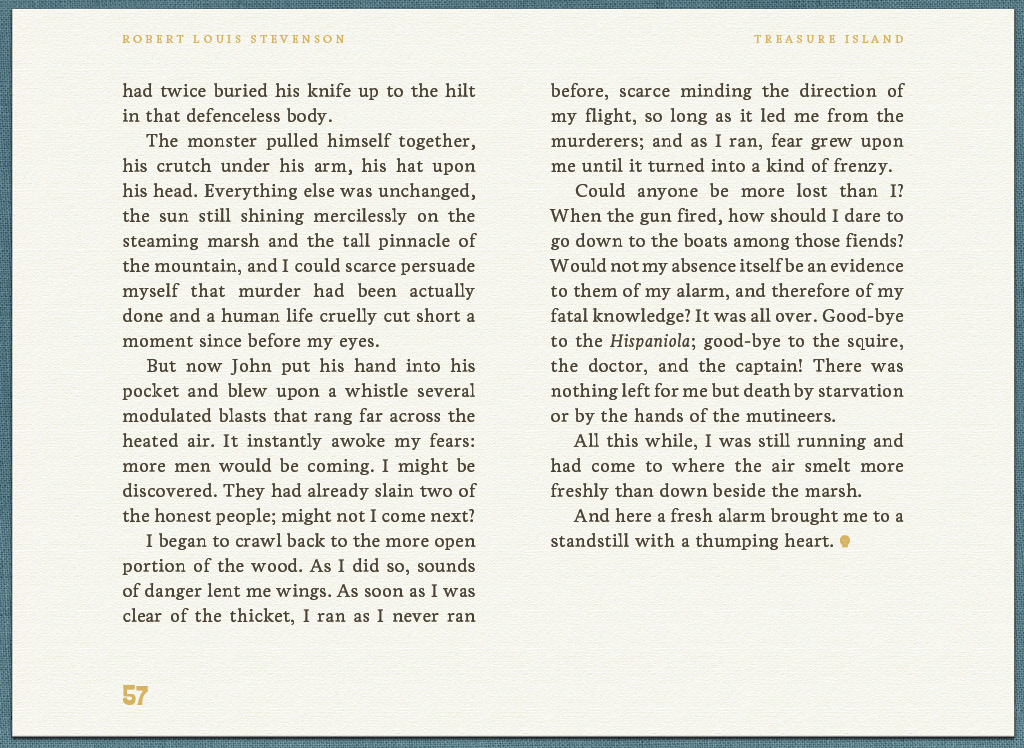 ROBERT LOUIS STEVENSON
TREASURE ISLAND
had twice buried his knife up to the hilt
in that defenceless body.
The monster pulled himself together,
his crutch under his arm, his hat upon
his head. Everything else was unchanged,
the sun still shining mercilessly on the
steaming marsh and the tall pinnacle of
the mountain, and I could scarce persuade
myself that murder had been actually
done and a human life cruelly cut short a
moment since before my eyes.
But now John put his hand into his
pocket and blew upon a whistle several
modulated blasts that rang far across the
heated air. It instantly awoke my fears:
more men would be coming. I might be
discovered. They had already slain two of
the honest people; might not I come next?
I began to crawl back to the more open
portion of the wood. As I did so, sounds
of danger lent me wings. As soon as I was
clear of the thicket, I ran as I never ran
before, scarce minding the direction of
my flight, so long as it led me from the
murderers; and as I ran, fear grew upon
me until it turned into a kind of frenzy.
Could anyone be more lost than I?
When the gun fired, how should I dare to
go down to the boats among those fiends?
Would not my absence itself be an evidence
to them of my alarm, and therefore of my
fatal knowledge? It was all over. Good-bye
to the Hispaniola; good-bye to the squire,
the doctor, and the captain! There was
nothing left for me but death by starvation
or by the hands of the mutineers.
All this while, I was still running and
had come to where the air smelt more
freshly than down beside the marsh.
And here a fresh alarm brought me to a
standstill with a thumping heart.
57